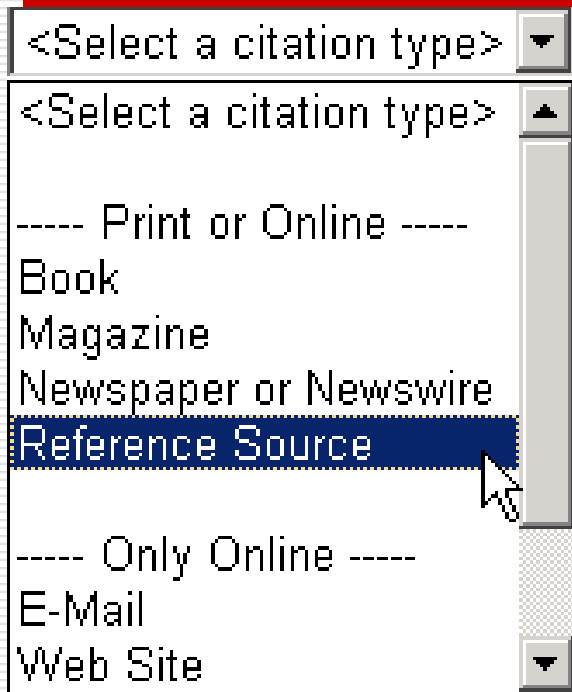 <Select a citation type>
<Select a citation type>
----- Print or Online -----
Book
Magazine
Newspaper or Newswire
Reference Source
----- Only Online -----
E-Mail
Web Site